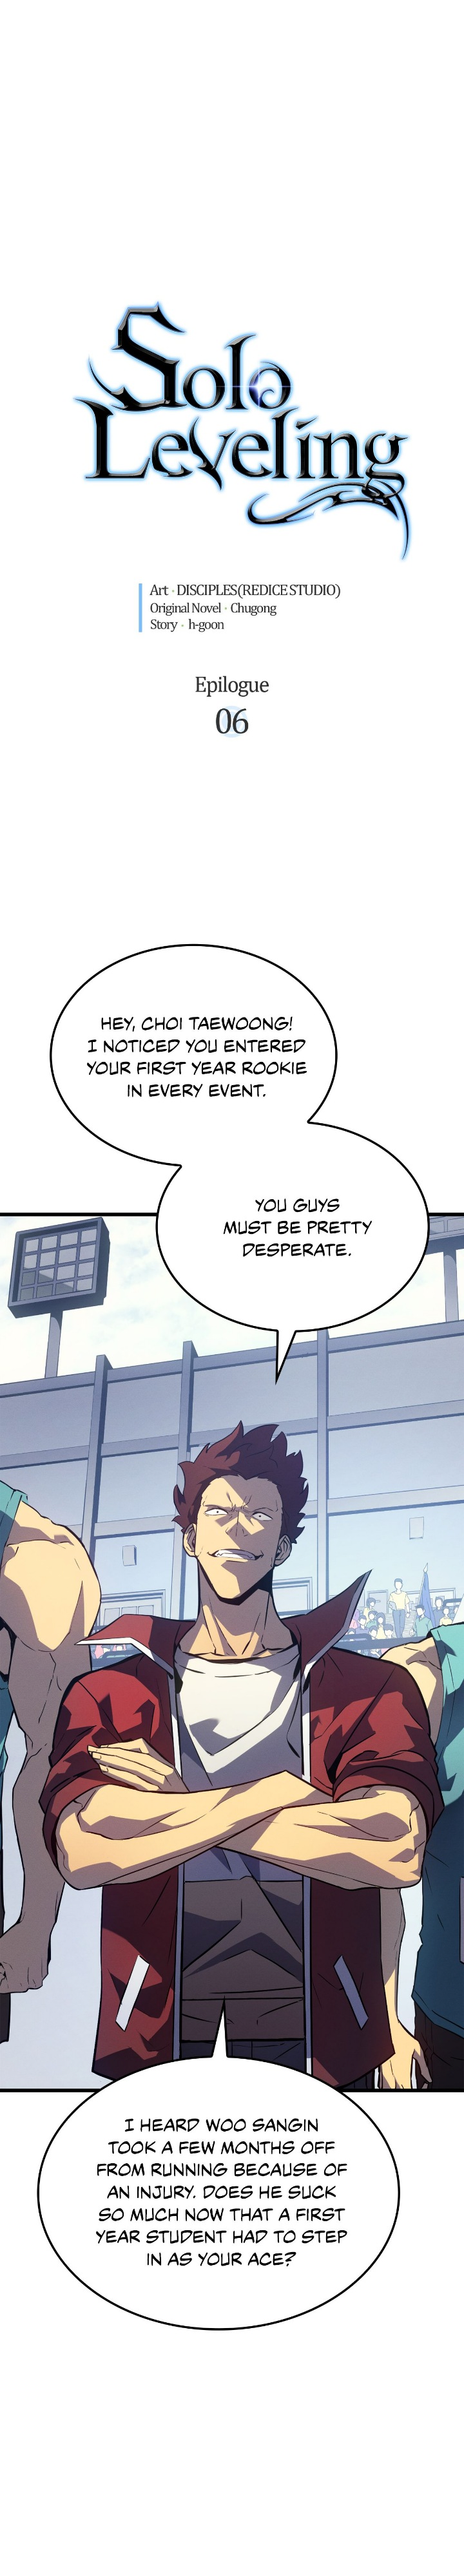 Solo
Leveling
Art · DISCIPLES(REDICE STUDIO)
Original Novel · Chugong
Story · h-goon
Epilogue
06
HEY, CHOI TAEWOONG!
I NOTICED YOU ENTERED
YOUR FIRST YEAR ROOKIE
IN EVERY EVENT.
YOU GUYS
MUST BE PRETTY
DESPERATE.
I HEARD WOO SANGIN
TOOK A FEW MONTHS OFF
FROM RUNNING BECAUSE OF
AN INJURY. DOES HE SUCK
SO MUCH NOW THAT A FIRST
YEAR STUDENT HAD TO STEP
IN AS YOUR ACE?